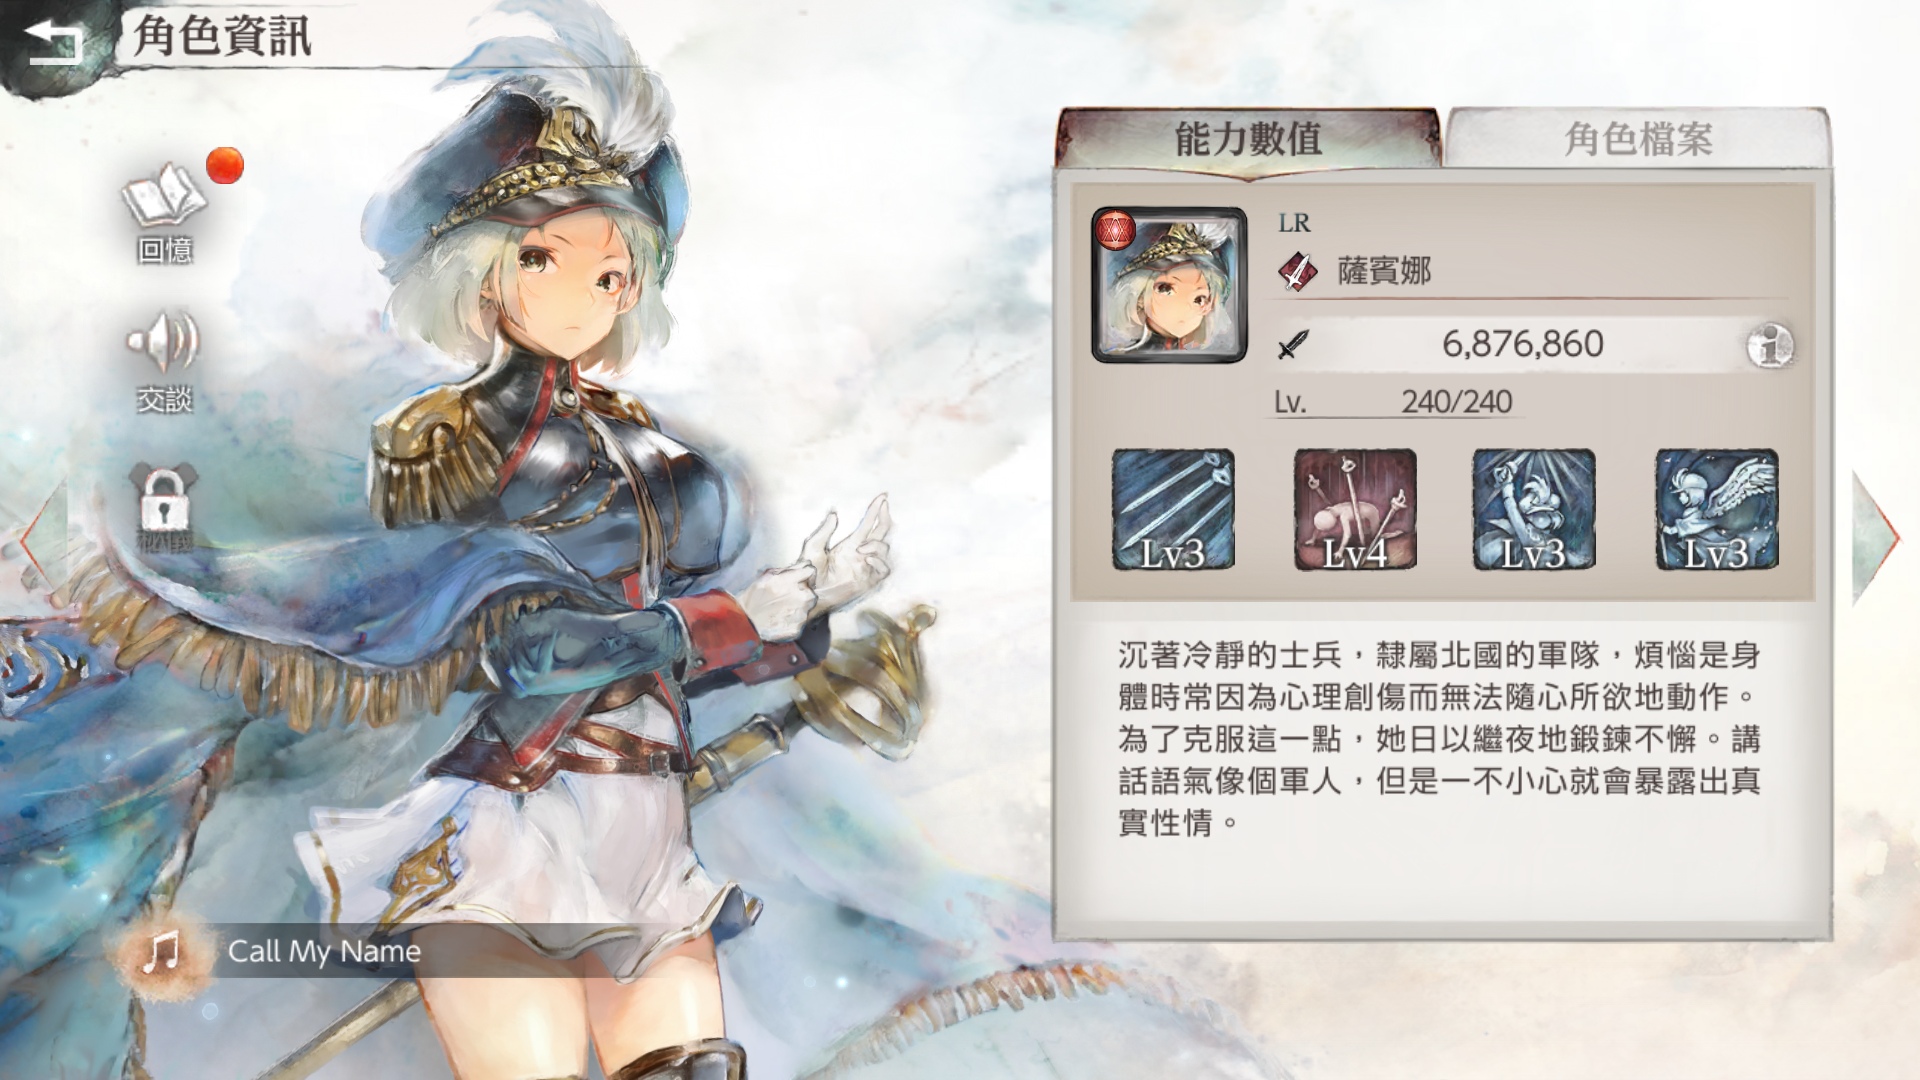 角色資訊
回憶
交談
能力數值
角色檔案
LR
薩賓娜
6,876,860
Lv.
240/240
Lv3
Lv4
Lv3
Lv3
沉著冷靜的士兵，隸屬北國的軍隊，煩惱是身
體時常因為心理創傷而無法隨心所欲地動作。
為了克服這一點，她日以繼夜地鍛鍊不懈。講
話語氣像個軍人，但是一不小心就會暴露出真
實性情。
Call My Name